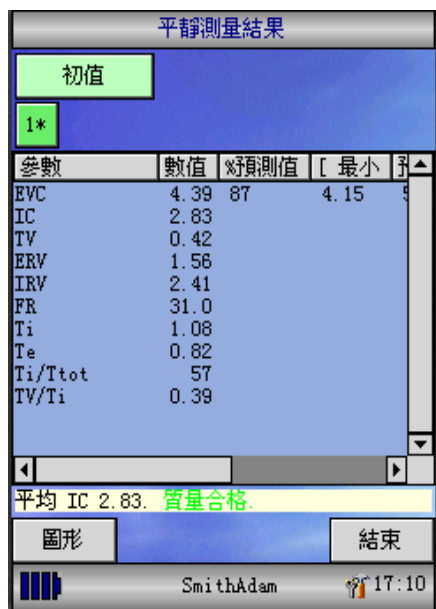 平靜測量結果
初值
1*
參數 數值 %預測值 [ 最小
EVC 4.39 87 4.15
IC 2.83
TV 0.42
ERV 1.56
IRV 2.41
FR 31.0
Ti 1.08
Te 0.82
Ti/Ttot 57
TV/Ti 0.39
平均 IC 2.83. 質量合格.
圖形 結束
SmithAdam 17:10